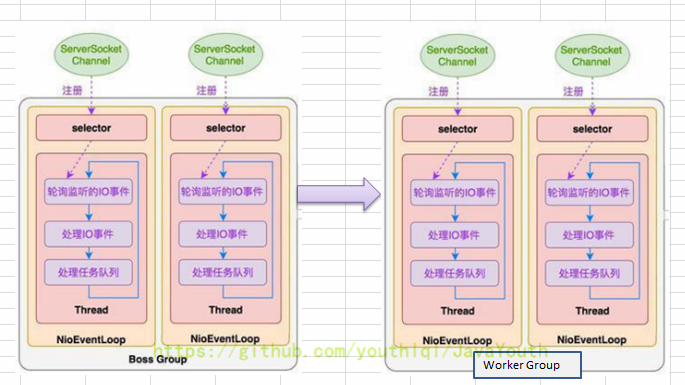 ServerSocket
Channel
ServerSocket
Channel
ServerSocket
Channel
ServerSocket
Channel
注册
注册
注册
注册
selector
selector
selector
selector
轮询监听的IO事件
轮询监听的IO事件
轮询监听的IO事件
轮询监听的IO事件
处理IO事件
处理IO事件
处理IO事件
处理IO事件
处理任务队列
处理任务队列
处理任务队列
处理任务队列
Thread
Thread
Thread
Thread
NioEventLoop
NioEventLoop
NioEventLoop
NioEventLoop
https://github.com/youthlql/JavaYouth
Boss Group
Worker Group